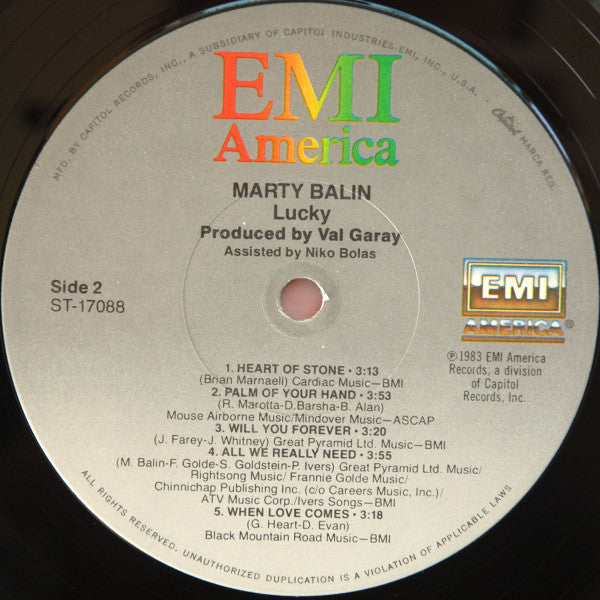 MFD. BY CAPITOL RECORDS, INC., A SUBSIDIARY OF CAPITOL INDUSTRIES-EMI, INC., U.S.A. · Capitol MARCA REG.
EMI
America
MARTY BALIN
Lucky
Produced by Val Garay
Assisted by Niko Bolas
Side 2
ST-17088
EMI
AMERICA®
℗ 1983 EMI America
Records, a division
of Capitol
Records, Inc.
1. HEART OF STONE • 3:13
(Brian Marnaeli) Cardiac Music—BMI
2. PALM OF YOUR HAND • 3:53
(R. Marotta-D.Barsha-B. Alan)
Mouse Airborne Music/Mindover Music—ASCAP
3. WILL YOU FOREVER • 3:20
(J. Farey-J. Whitney) Great Pyramid Ltd. Music—BMI
4. ALL WE REALLY NEED • 3:55
(M. Balin-F. Golde-S. Goldstein-P. Ivers) Great Pyramid Ltd. Music/
Rightsong Music/ Frannie Golde Music/
Chinnichap Publishing Inc. (c/o Careers Music, Inc.)/
ATV Music Corp./Ivers Songs—BMI
5. WHEN LOVE COMES • 3:18
(G. Heart-D. Evan)
Black Mountain Road Music—BMI
ALL RIGHTS RESERVED. UNAUTHORIZED DUPLICATION IS A VIOLATION OF APPLICABLE LAWS